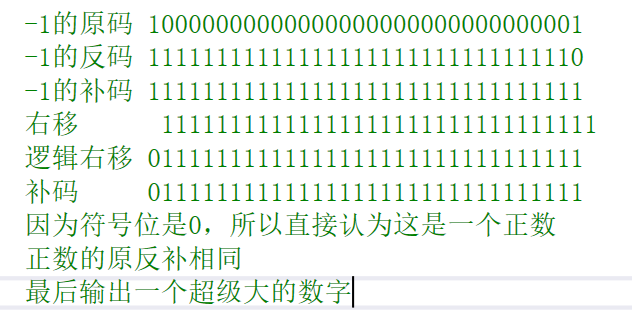 -1的原码 10000000000000000000000000000001
-1的反码 11111111111111111111111111111110
-1的补码 11111111111111111111111111111111
右移      11111111111111111111111111111111
逻辑右移 01111111111111111111111111111111
补码     01111111111111111111111111111111
因为符号位是0，所以直接认为这是一个正数
正数的原反补相同
最后输出一个超级大的数字